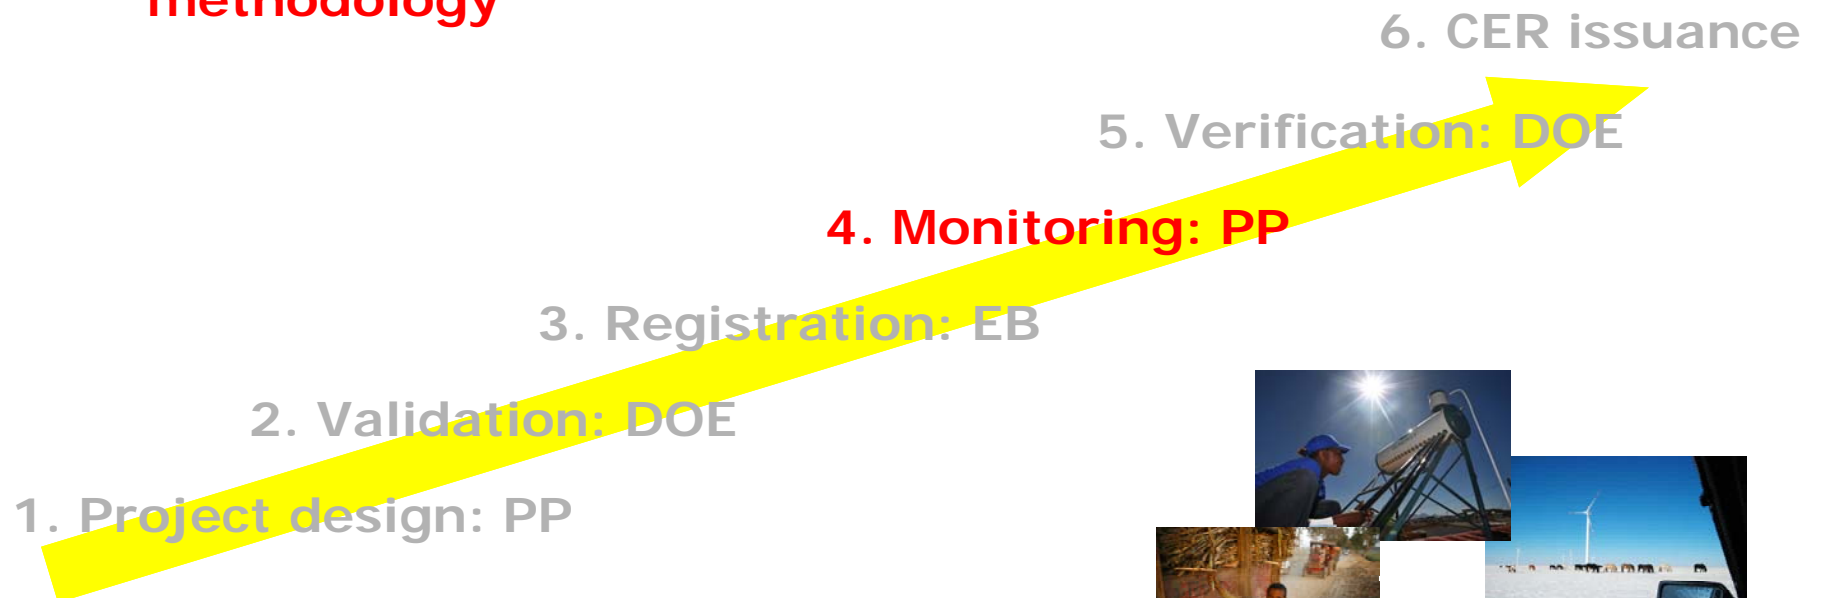 methodology
6. CER issuance
5. Verification: DOE
4. Monitoring: PP
3. Registration: EB
2. Validation: DOE
1. Project design: PP